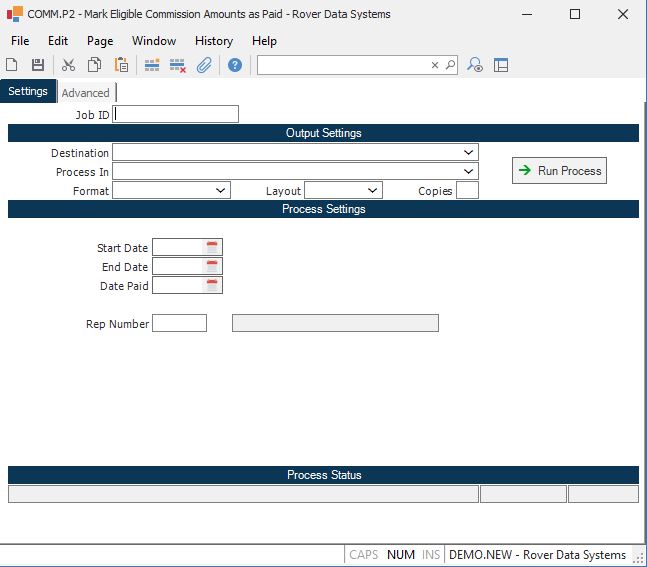 COMM.P2 - Mark Eligible Commission Amounts as Paid - Rover Data Systems
File Edit Page Window History Help
Settings Advanced
Job ID
Output Settings
Destination
Process In
Run Process
Format Layout Copies
Process Settings
Start Date
End Date
Date Paid
Rep Number
Process Status
CAPS NUM INS DEMO.NEW - Rover Data Systems